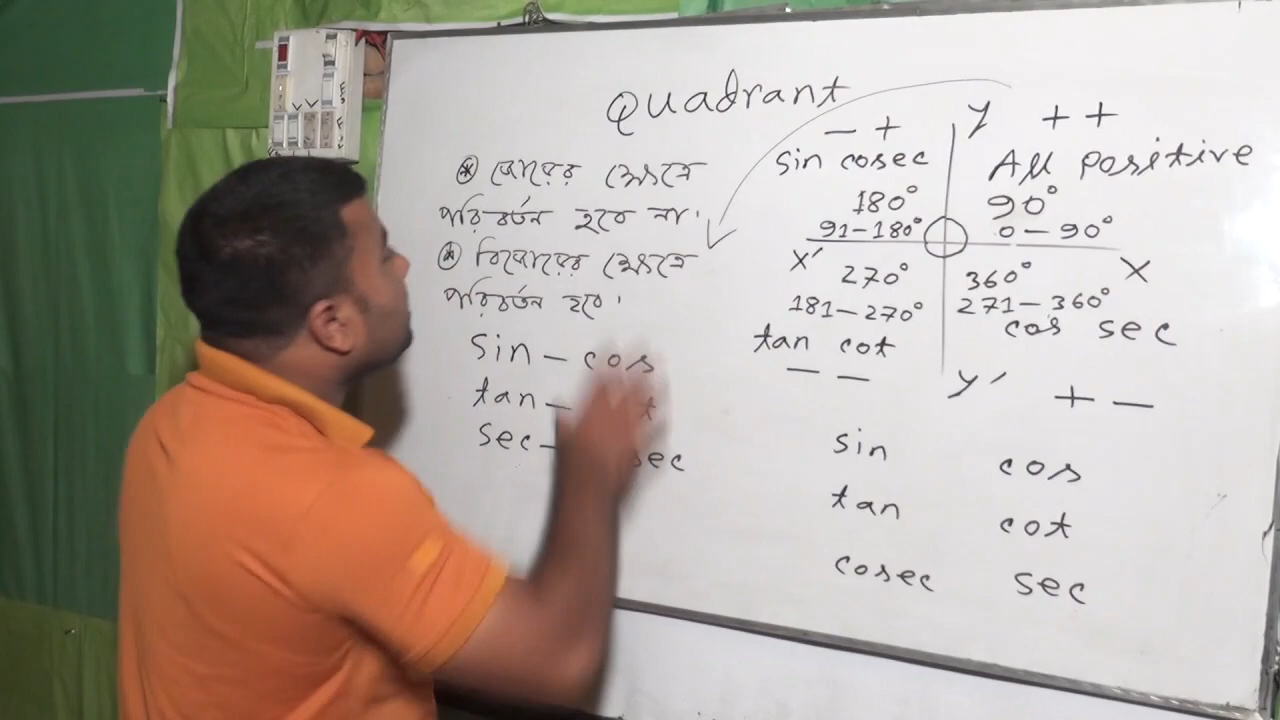 Quadrant
⊛ জোড়ের ক্ষেত্রে
পরিবর্তন হবে না।
⊛ বিজোড়ের ক্ষেত্রে
পরিবর্তন হবে।
sin – cos
tan –
sec –
– +
sin cosec
180°
91–180°
y + +
All positive
90°
0–90°
x'
270°
181–270°
tan cot
– –
x
360°
271–360°
cos sec
y' + –
sin cos
tan cot
cosec sec